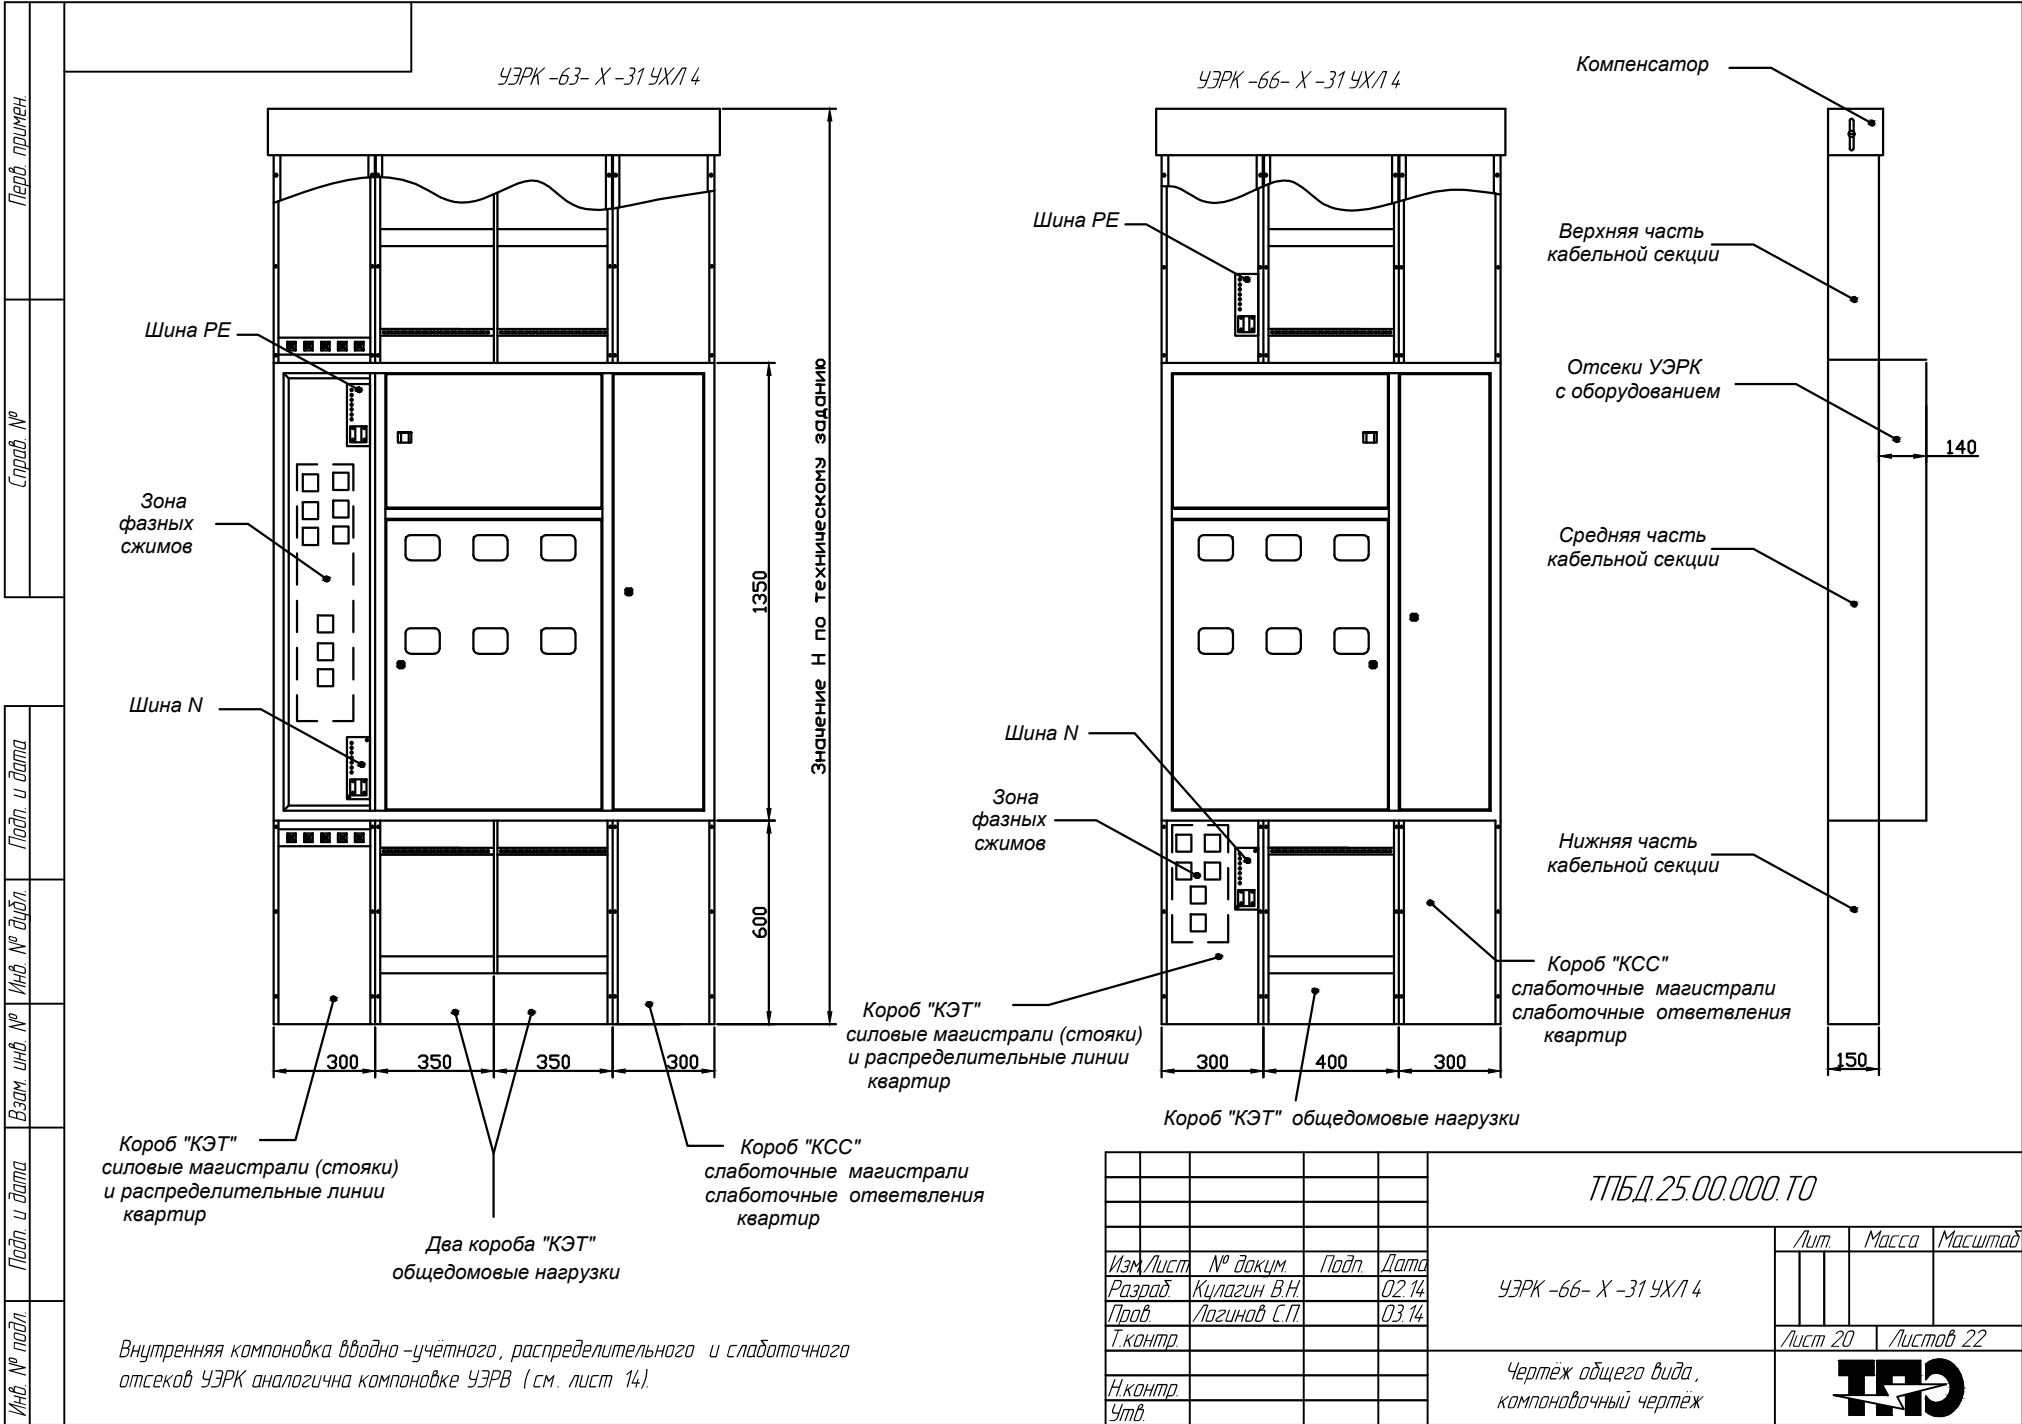 УЭРК -63- Х -31 УХЛ 4
Шина PE
Зона
фазных
сжимов
Шина N
1350
600
Значение Н по техническому заданию
300
350
350
300
Короб "КЭТ"
силовые магистрали (стояки)
и распределительные линии
квартир
Два короба "КЭТ"
общедомовые нагрузки
Короб "КСС"
слаботочные магистрали
слаботочные ответвления
квартир
УЭРК -66- Х -31 УХЛ 4
Шина PE
Шина N
Зона
фазных
сжимов
Короб "КЭТ"
силовые магистрали (стояки)
и распределительные линии
квартир
300
400
300
Короб "КЭТ" общедомовые нагрузки
Короб "КСС"
слаботочные магистрали
слаботочные ответвления
квартир
Компенсатор
Верхняя часть
кабельной секции
Отсеки УЭРК
с оборудованием
140
Средняя часть
кабельной секции
Нижняя часть
кабельной секции
150
Внутренняя компоновка вводно -учётного, распределительного и слаботочного
отсеков УЭРК аналогична компоновке УЭРВ (см. лист 14).
Перв. примен.
Справ. №
Подп. и дата
Инв. № дубл.
Взам. инв. №
Подп. и дата
Инв. № подл.
ТПБД.25.00.000.ТО
Изм Лист № докум. Подп. Дата
Разраб. Кулагин В.Н. 02.14
Пров. Логинов С.П. 03.14
Т.контр.
Н.контр.
Утв.
УЭРК -66- Х -31 УХЛ 4
Лит. Масса Масштаб
Лист 20 Листов 22
Чертёж общего вида,
компоновочный чертёж
ТПО